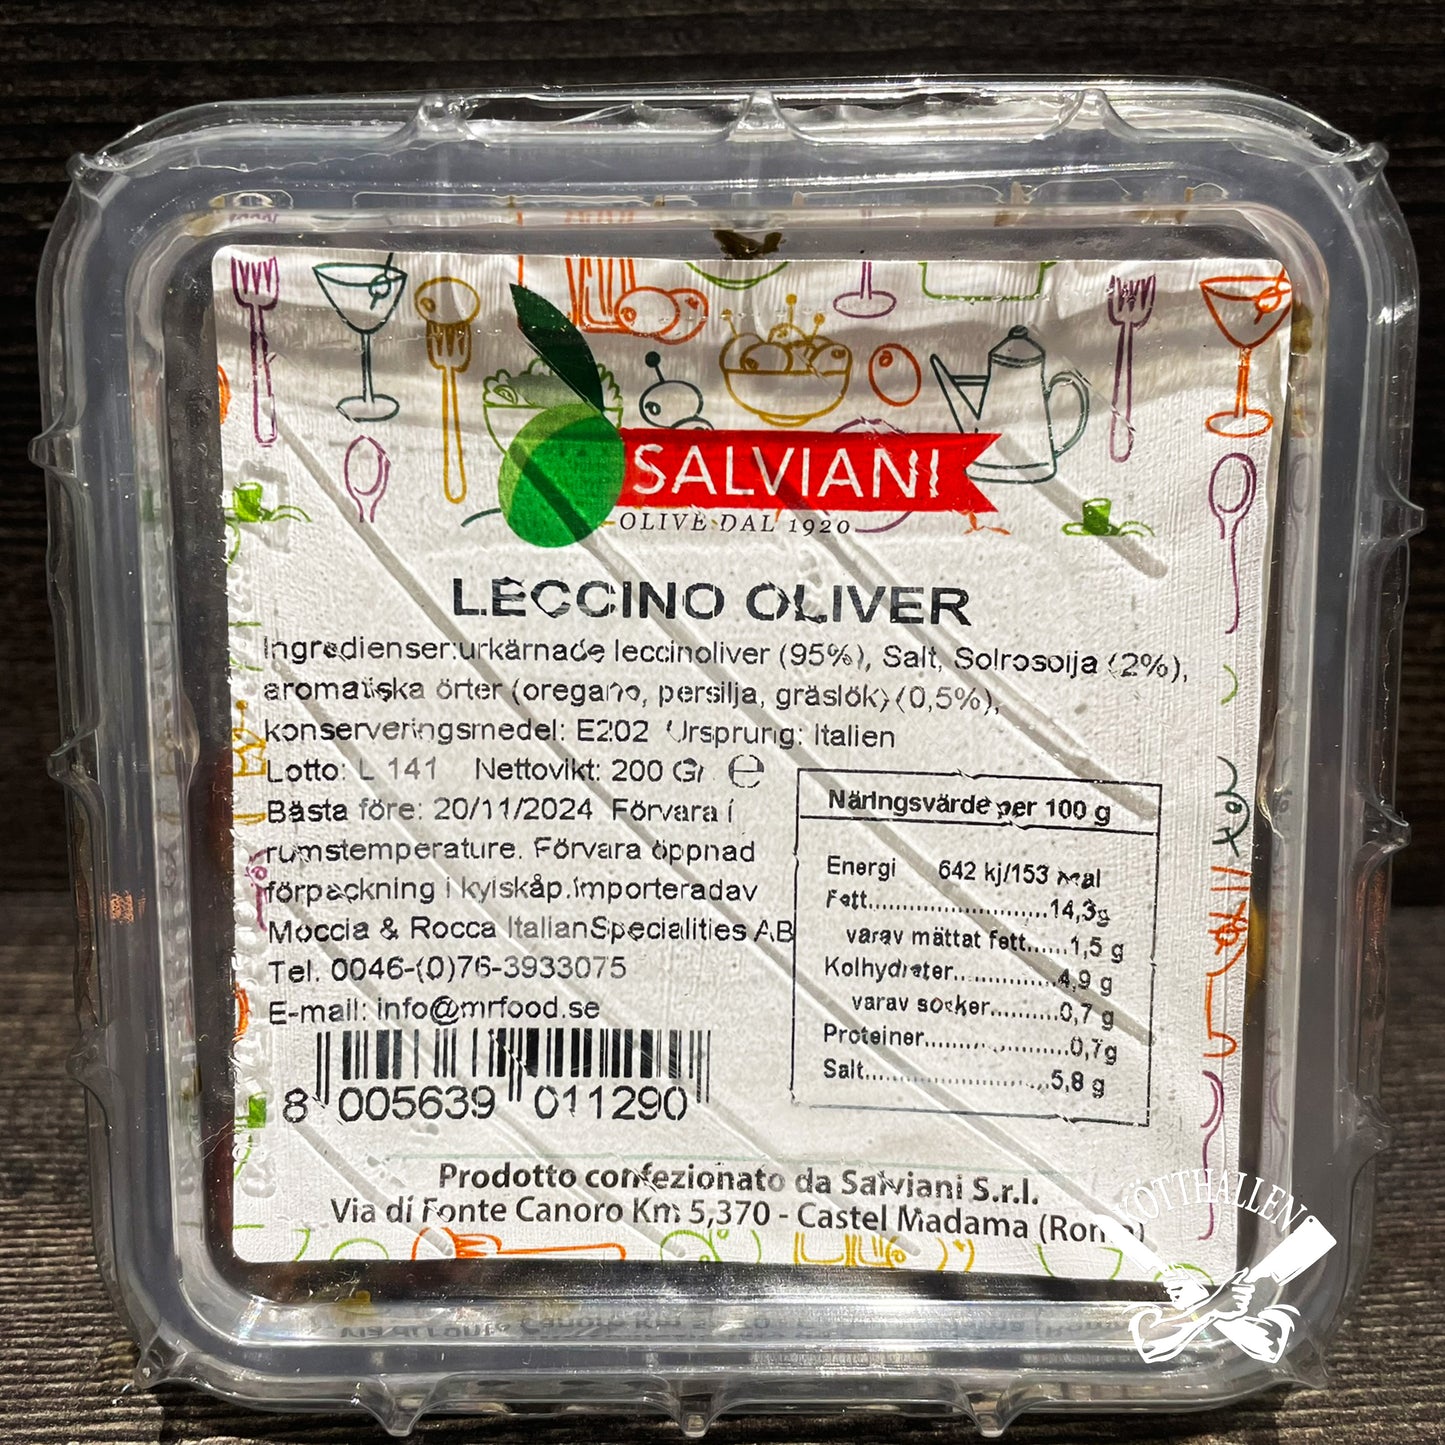 SALVIANI
OLIVE DAL 1920
LECCINO OLIVER
Ingredienser:urkärnade leccinoliver (95%), Salt, Solrosolja (2%),
aromatiska örter (oregano, persilja, gräslök) (0,5%),
konserveringsmedel: E202 Ursprung: Italien
Lotto: L 141 Nettovikt: 200 Gr ℮
Bästa före: 20/11/2024 Förvara i
rumstemperature. Förvara öppnad
förpackning i kylskåp.Importeradav
Moccia & Rocca ItalianSpecialities AB
Tel. 0046-(0)76-3933075
E-mail: info@mrfood.se
8 005639 011290
Näringsvärde per 100 g
Energi 642 kj/153 kcal
Fett..........................14,3g
varav mättat fett......1,5 g
Kolhydrater...............4,9 g
varav socker..........0,7 g
Proteiner.....................0,7g
Salt...........................5,8 g
Prodotto confezionato da Salviani S.r.l.
Via di Fonte Canoro Km 5,370 - Castel Madama (Roma)
KÖTTHALLEN